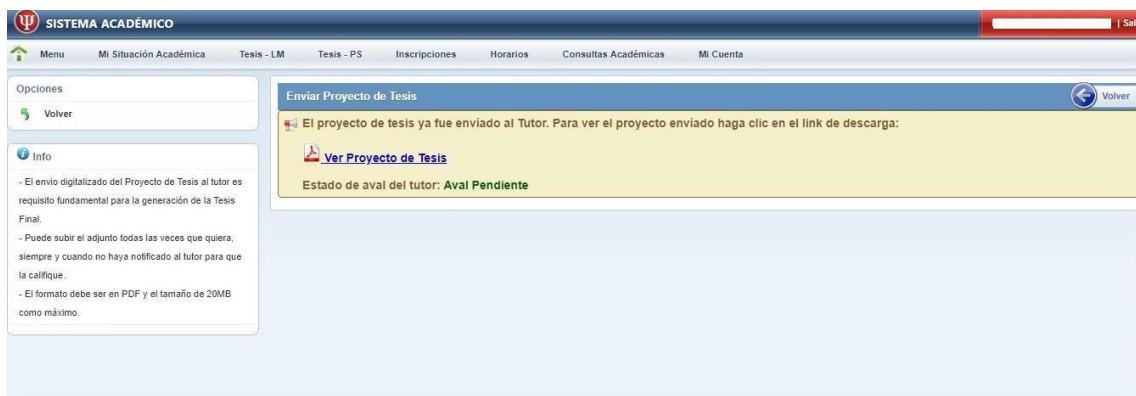 Ψ SISTEMA ACADÉMICO
| Sal
Menu Mi Situación Académica Tesis - LM Tesis - PS Inscripciones Horarios Consultas Académicas Mi Cuenta
Opciones
Volver
Info
- El envio digitalizado del Proyecto de Tesis al tutor es
requisito fundamental para la generación de la Tesis
Final.
- Puede subir el adjunto todas las veces que quiera,
siempre y cuando no haya notificado al tutor para que
la califique.
- El formato debe ser en PDF y el tamaño de 20MB
como máximo.
Enviar Proyecto de Tesis
Volver
El proyecto de tesis ya fue enviado al Tutor. Para ver el proyecto enviado haga clic en el link de descarga:
Ver Proyecto de Tesis
Estado de aval del tutor: Aval Pendiente